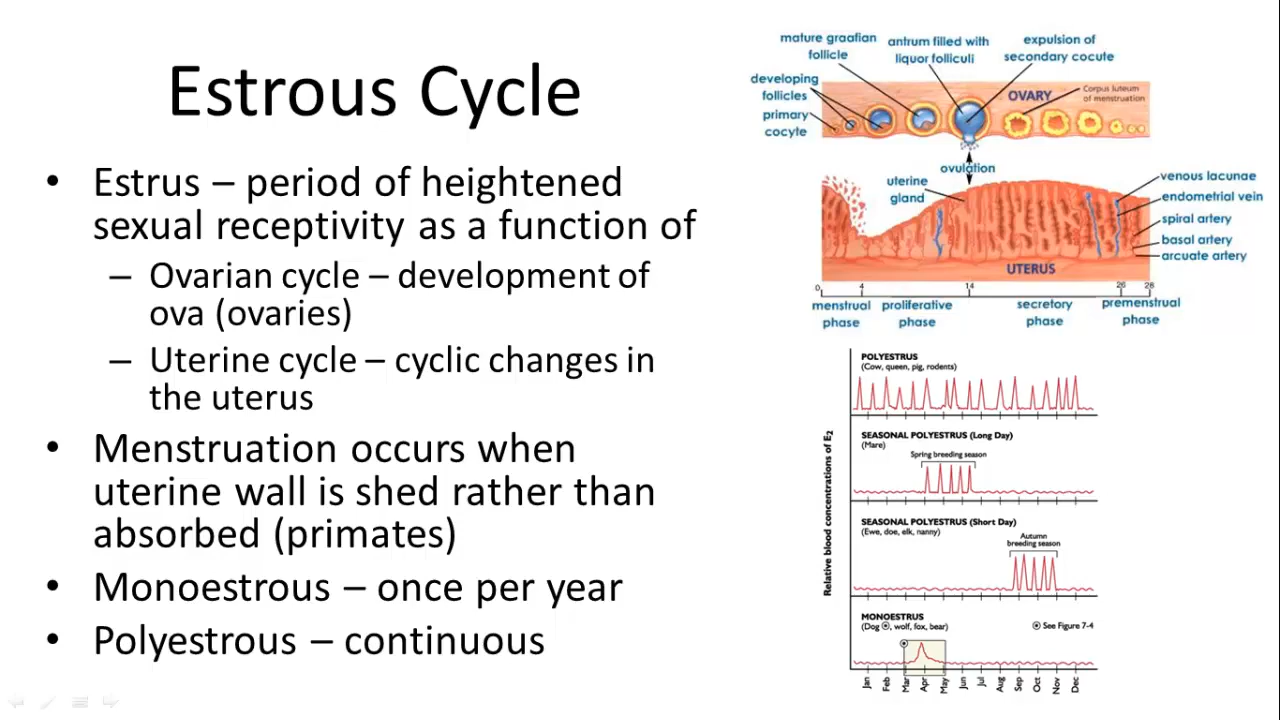 Estrous Cycle
• Estrus – period of heightened
sexual receptivity as a function of
– Ovarian cycle – development of
ova (ovaries)
– Uterine cycle – cyclic changes in
the uterus
• Menstruation occurs when
uterine wall is shed rather than
absorbed (primates)
• Monoestrous – once per year
• Polyestrous – continuous
mature graafian
follicle
antrum filled with
liquor folliculi
expulsion of
secondary cocute
developing
follicles
primary
cocyte
OVARY
Corpus luteum
of menstruation
ovulation
uterine
gland
venous lacunae
endometrial vein
spiral artery
basal artery
arcuate artery
UTERUS
0 4 14 26 28
menstrual
phase
proliferative
phase
secretory
phase
premenstrual
phase
Relative blood concentrations of E2
POLYESTRUS
(Cow, queen, pig, rodents)
SEASONAL POLYESTRUS (Long Day)
(Mare)
Spring breeding season
SEASONAL POLYESTRUS (Short Day)
(Ewe, doe, elk, nanny)
Autumn
breeding season
MONOESTRUS
(Dog ⊙, wolf, fox, bear)
⊙ See Figure 7-4
Jan Feb Mar Apr May Jun Jul Aug Sep Oct Nov Dec